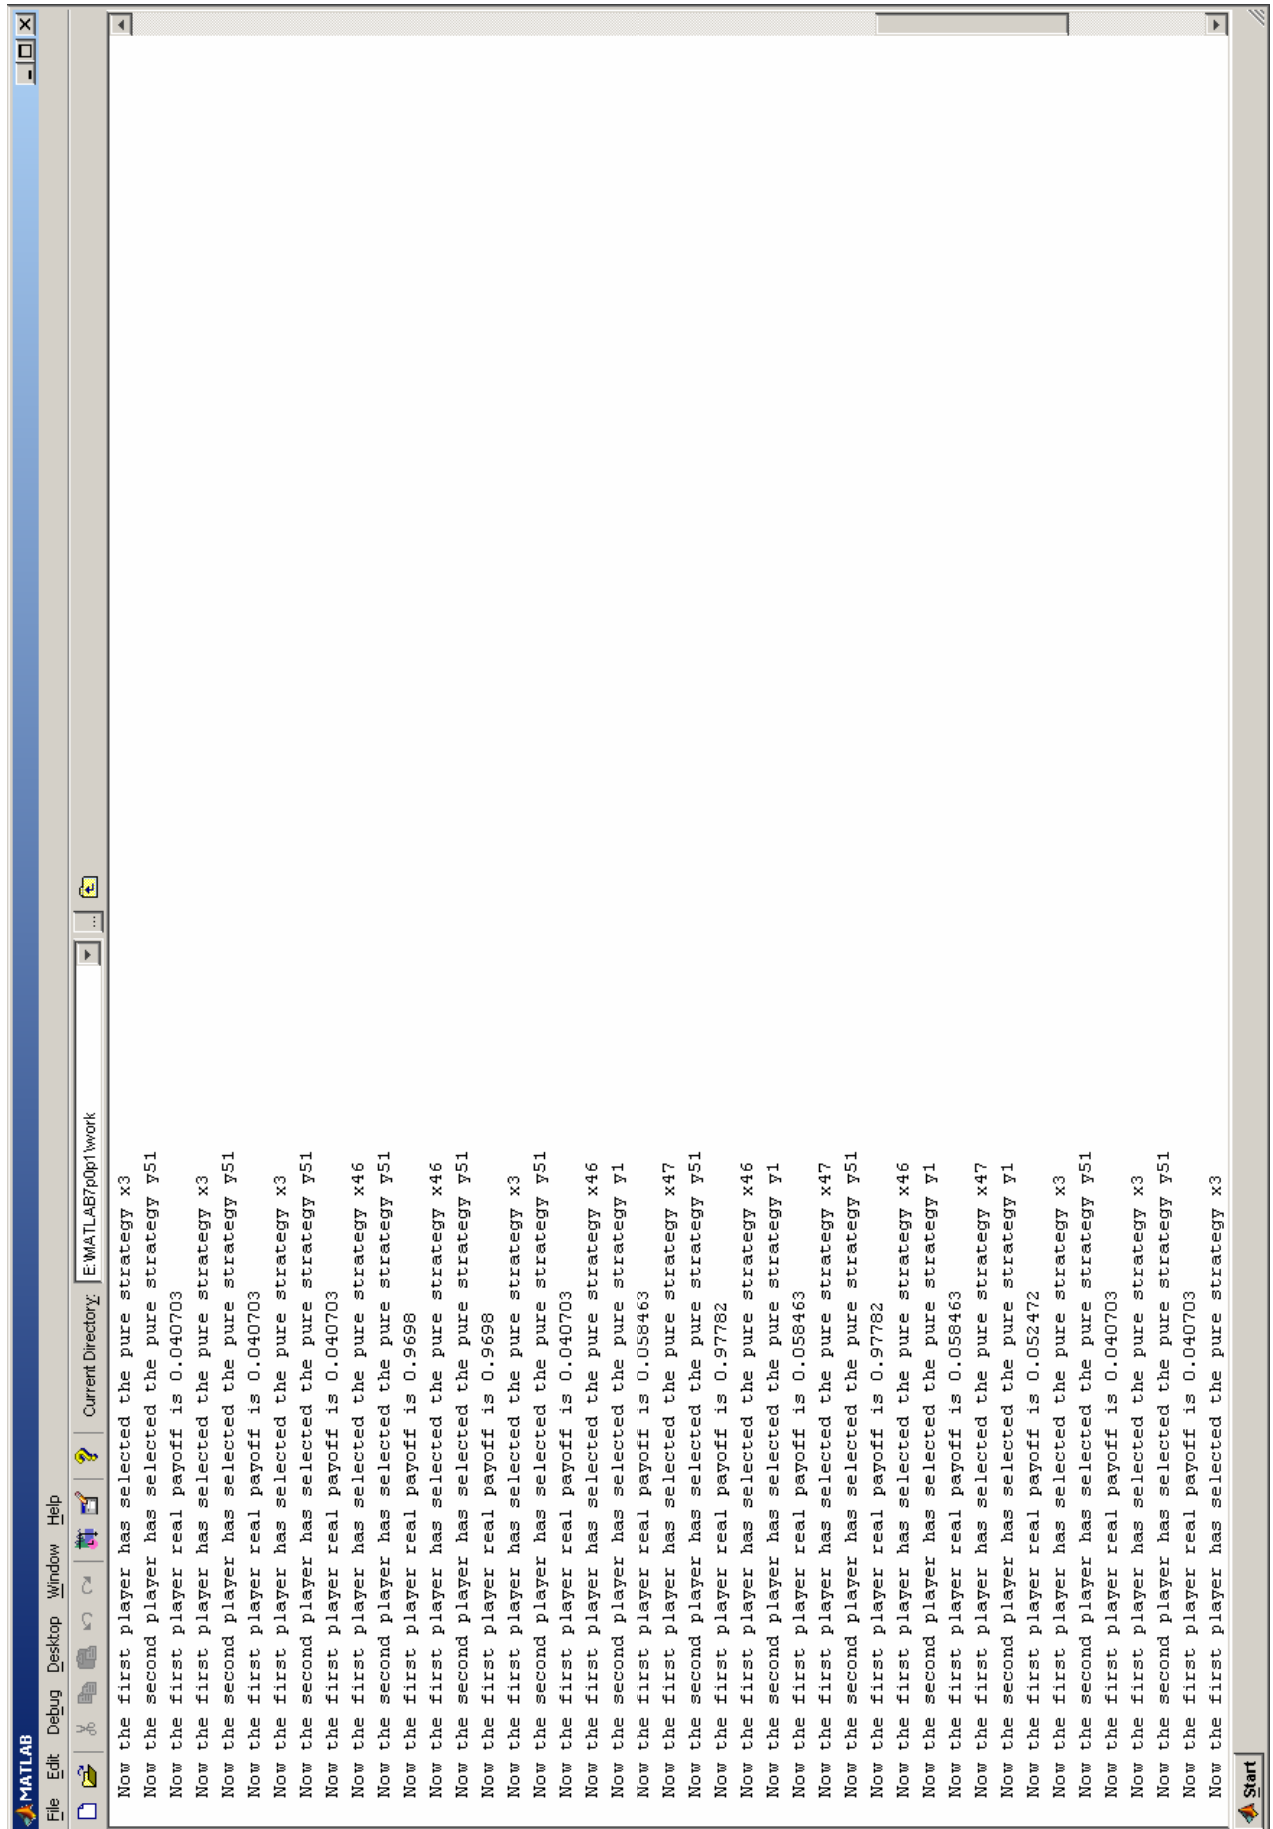 MATLAB
File Edit Debug Desktop Window Help
Current Directory: E:\MATLAB7p0p1\work ...
Now the first player has selected the pure strategy x3
Now the second player has selected the pure strategy y51
Now the first player real payoff is 0.040703
Now the first player has selected the pure strategy x3
Now the second player has selected the pure strategy y51
Now the first player real payoff is 0.040703
Now the first player has selected the pure strategy x3
Now the second player has selected the pure strategy y51
Now the first player real payoff is 0.040703
Now the first player has selected the pure strategy x46
Now the second player has selected the pure strategy y51
Now the first player real payoff is 0.9698
Now the first player has selected the pure strategy x46
Now the second player has selected the pure strategy y51
Now the first player real payoff is 0.9698
Now the first player has selected the pure strategy x3
Now the second player has selected the pure strategy y51
Now the first player real payoff is 0.040703
Now the first player has selected the pure strategy x46
Now the second player has selected the pure strategy y1
Now the first player real payoff is 0.058463
Now the first player has selected the pure strategy x47
Now the second player has selected the pure strategy y51
Now the first player real payoff is 0.97782
Now the first player has selected the pure strategy x46
Now the second player has selected the pure strategy y1
Now the first player real payoff is 0.058463
Now the first player has selected the pure strategy x47
Now the second player has selected the pure strategy y51
Now the first player real payoff is 0.97782
Now the first player has selected the pure strategy x46
Now the second player has selected the pure strategy y1
Now the first player real payoff is 0.058463
Now the first player has selected the pure strategy x47
Now the second player has selected the pure strategy y1
Now the first player real payoff is 0.052472
Now the first player has selected the pure strategy x3
Now the second player has selected the pure strategy y51
Now the first player real payoff is 0.040703
Now the first player has selected the pure strategy x3
Now the second player has selected the pure strategy y51
Now the first player real payoff is 0.040703
Now the first player has selected the pure strategy x3
Start